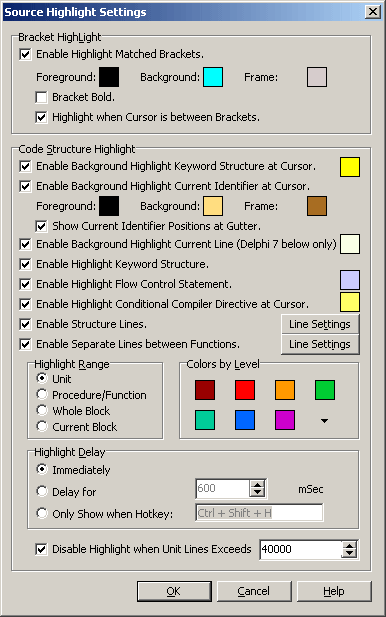 Source Highlight Settings
Bracket HighLight
Enable Highlight Matched Brackets.
Foreground: Background: Frame:
Bracket Bold.
Highlight when Cursor is between Brackets.
Code Structure Highlight
Enable Background Highlight Keyword Structure at Cursor.
Enable Background Highlight Current Identifier at Cursor.
Foreground: Background: Frame:
Show Current Identifier Positions at Gutter.
Enable Background Highlight Current Line (Delphi 7 below only)
Enable Highlight Keyword Structure.
Enable Highlight Flow Control Statement.
Enable Highlight Conditional Compiler Directive at Cursor.
Enable Structure Lines. Line Settings
Enable Separate Lines between Functions. Line Settings
Highlight Range
Unit
Procedure/Function
Whole Block
Current Block
Colors by Level
Highlight Delay
Immediately
Delay for 600 mSec
Only Show when Hotkey: Ctrl + Shift + H
Disable Highlight when Unit Lines Exceeds 40000
OK Cancel Help